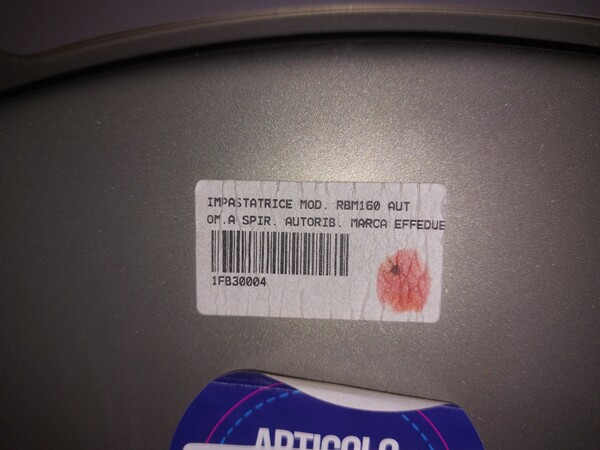 IMPASTATRICE MOD. RBM160 AUT
OM.A SPIR. AUTORIB. MARCA EFFEDUE
1FB30004
ARTICOLO